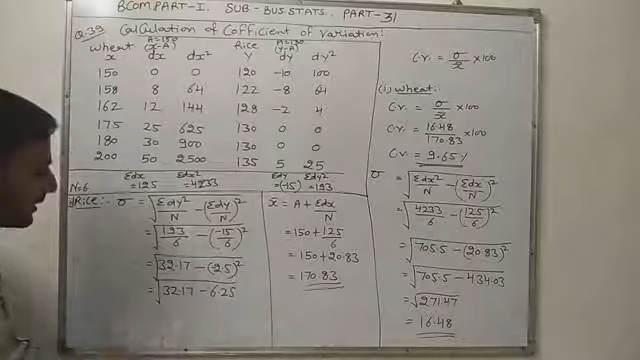 BCOM PART-I. SUB- BUS. STATS. PART-31
Q.39 Calculation of Coefficient of variation:
A=150 A=130
Wheat (x-A) Rice (y-A)
x dx dx² Y dy dy²
150 0 0 120 -10 100
158 8 64 122 -8 64
162 12 144 128 -2 4
175 25 625 130 0 0
180 30 900 130 0 0
200 50 2500 135 5 25
N=6 Σdx =125 Σdx² =4233 Σdy =(-15) Σdy² =193
Rice:- σ = √Σdy²/N - (Σdy/N)²
= √193/6 - (-15/6)²
= √32.17 - (-2.5)²
= √32.17 - 6.25
x̄ = A + Σdx/N
= 150 + 125/6
= 150 + 20.83
= 170.83
C.v. = σ/x̄ × 100
(i) Wheat:
C.v. = σ/x̄ × 100
C.v. = 16.48/170.83 × 100
C.v. = 9.65%
σ = √Σdx²/N - (Σdx/N)²
= √4233/6 - (125/6)²
= √705.5 - (20.83)²
= √705.5 - 434.03
= √271.47
= 16.48